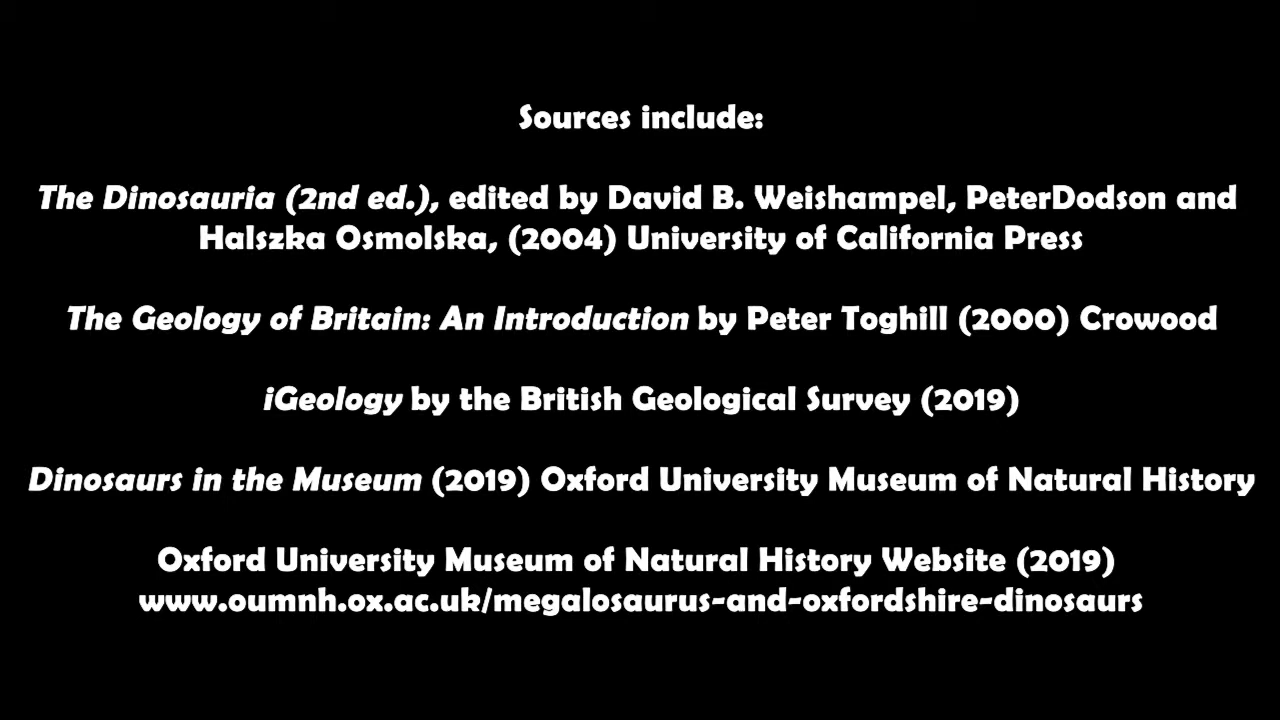 Sources include:
The Dinosauria (2nd ed.), edited by David B. Weishampel, PeterDodson and
Halszka Osmolska, (2004) University of California Press
The Geology of Britain: An Introduction by Peter Toghill (2000) Crowood
iGeology by the British Geological Survey (2019)
Dinosaurs in the Museum (2019) Oxford University Museum of Natural History
Oxford University Museum of Natural History Website (2019)
www.oumnh.ox.ac.uk/megalosaurus-and-oxfordshire-dinosaurs